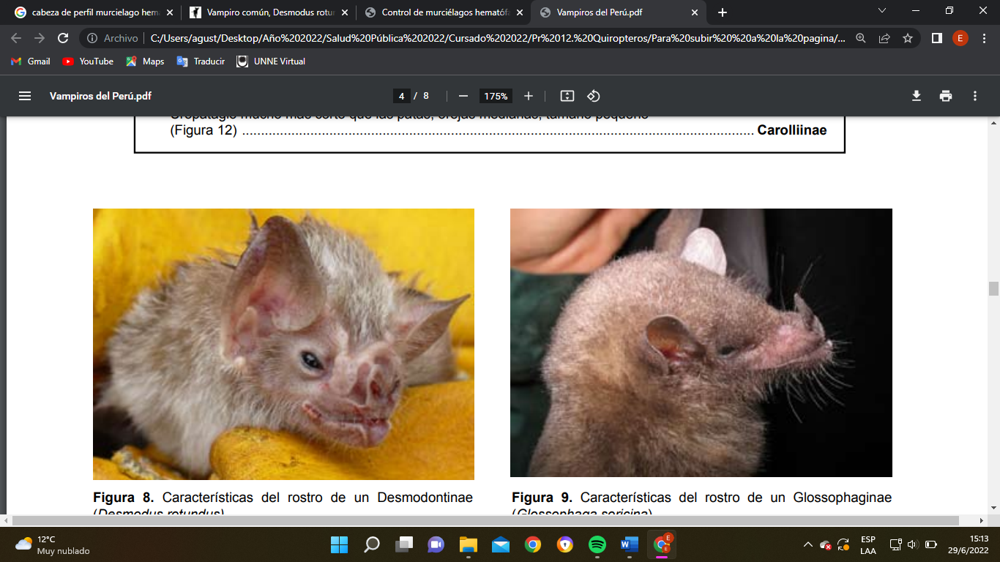 cabeza de perfil murcielago hem
Vampiro común, Desmodus rotu
Control de murciélagos hematóf
Vampiros del Perú.pdf
Archivo
C:/Users/agust/Desktop/Año%202022/Salud%20Pública%202022/Cursado%202022/Pr%2012.%20Quiropteros/Para%20subir%20%20a%20la%20pagina/...
E
Gmail
YouTube
Maps
Traducir
UNNE Virtual
Vampiros del Perú.pdf
4 / 8
175%
Uropatagio mucho más corto que las patas, orejas medianas, tamaño pequeño
(Figura 12) ........................................................................................................................................ Carolliinae
Figura 8. Características del rostro de un Desmodontinae
(Desmodus rotundus)
Figura 9. Características del rostro de un Glossophaginae
(Glossophaga soricina)
12°C
Muy nublado
E
ESP
LAA
15:13
29/6/2022